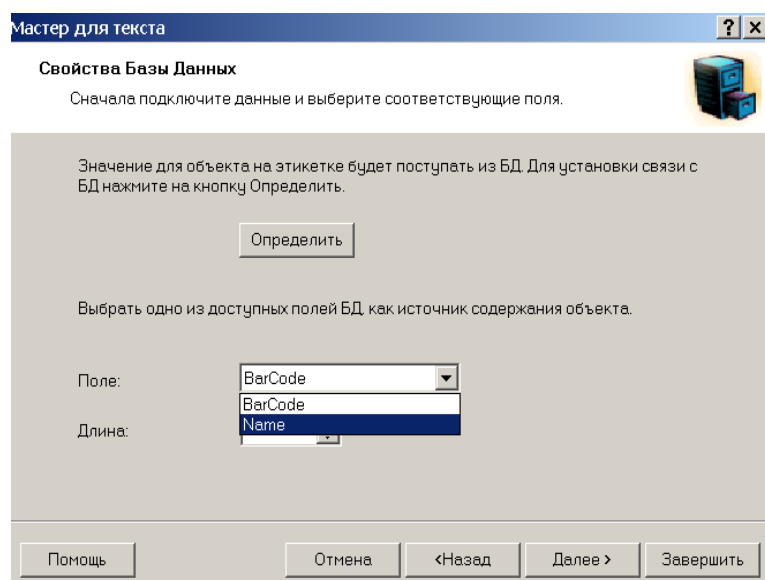 Мастер для текста
Свойства Базы Данных
Сначала подключите данные и выберите соответствующие поля.
Значение для объекта на этикетке будет поступать из БД. Для установки связи с
БД нажмите на кнопку Определить.
Определить
Выбрать одно из доступных полей БД, как источник содержания объекта.
Поле:
BarCode
BarCode
Name
Длина:
Помощь
Отмена
<Назад
Далее >
Завершить